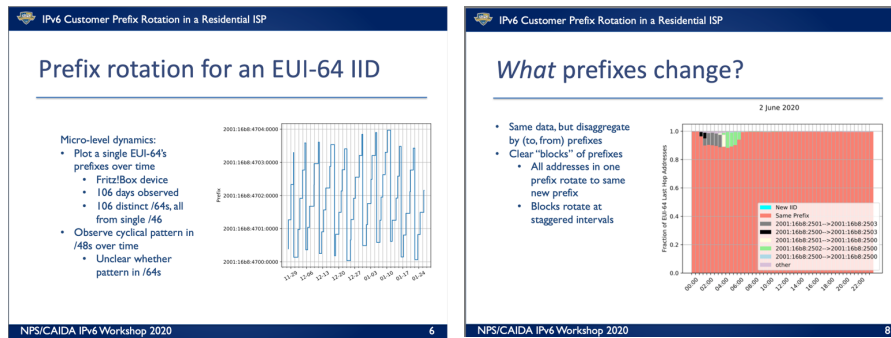 IPv6 Customer Prefix Rotation in a Residential ISP
Prefix rotation for an EUI-64 IID
Micro-level dynamics:
• Plot a single EUI-64's
prefixes over time
• Fritz!Box device
• 106 days observed
• 106 distinct /64s, all
from single /46
• Observe cyclical pattern in
/48s over time
• Unclear whether
pattern in /64s
Prefix
2001:16b8:4704:0000
2001:16b8:4703:0000
2001:16b8:4702:0000
2001:16b8:4701:0000
2001:16b8:4700:0000
11-29
12-06
12-13
12-20
12-27
01-03
01-10
01-17
01-24
NPS/CAIDA IPv6 Workshop 2020
6
IPv6 Customer Prefix Rotation in a Residential ISP
What prefixes change?
• Same data, but disaggregate
by (to, from) prefixes
• Clear "blocks" of prefixes
• All addresses in one
prefix rotate to same
new prefix
• Blocks rotate at
staggered intervals
2 June 2020
Fraction of EUI-64 Last Hop Addresses
1.0
0.8
0.6
0.4
0.2
0.0
New IID
Same Prefix
2001:16b8:2501-->2001:16b8:2503
2001:16b8:2500-->2001:16b8:2503
2001:16b8:2501-->2001:16b8:2500
2001:16b8:2503-->2001:16b8:2500
2001:16b8:2500-->2001:16b8:2500
other
00:00
02:00
04:00
06:00
08:00
10:00
12:00
14:00
16:00
18:00
20:00
22:00
NPS/CAIDA IPv6 Workshop 2020
8